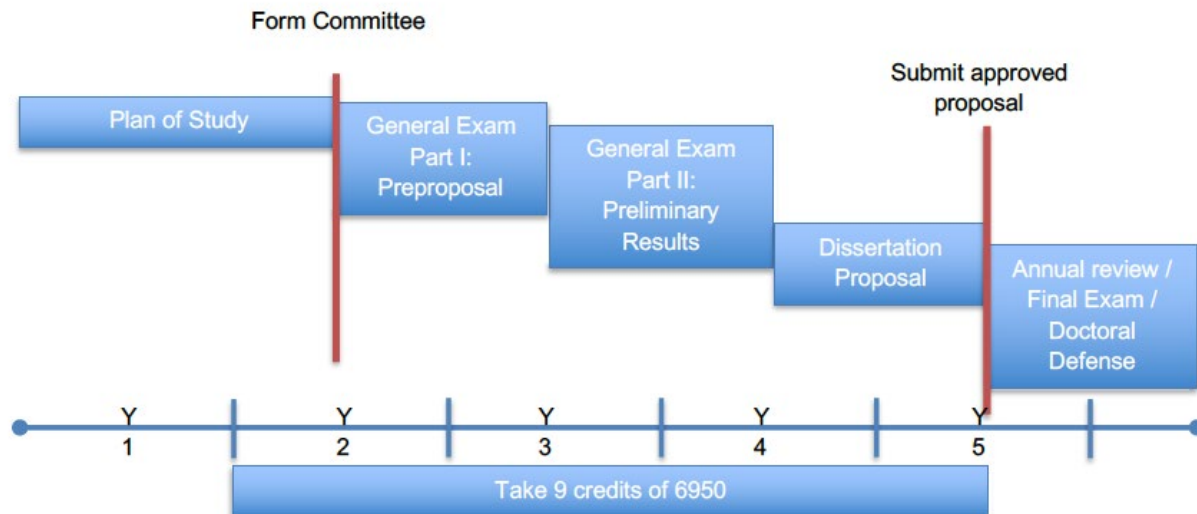 Form Committee
Submit approved
proposal
Plan of Study
General Exam
Part I:
Preproposal
General Exam
Part II:
Preliminary
Results
Dissertation
Proposal
Annual review /
Final Exam /
Doctoral
Defense
Y Y Y Y Y
1 2 3 4 5
Take 9 credits of 6950